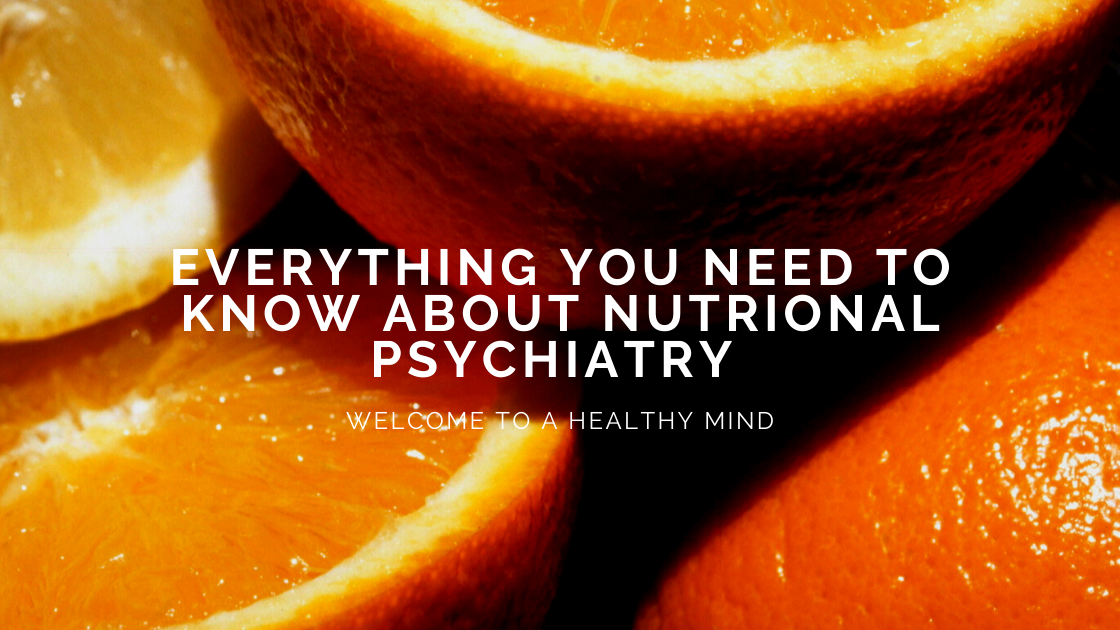 EVERYTHING YOU NEED TO
KNOW ABOUT NUTRIONAL
PSYCHIATRY
WELCOME TO A HEALTHY MIND